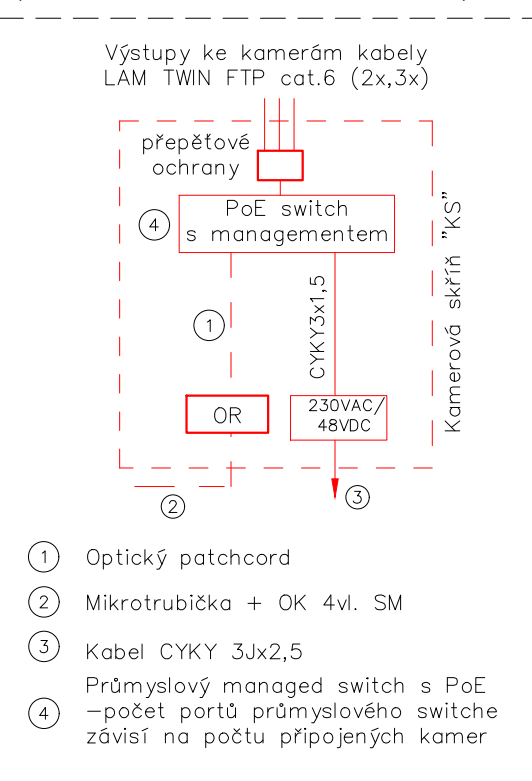 Výstupy ke kamerám kabely
LAM TWIN FTP cat.6 (2x,3x)
přepěťové
ochrany
4
PoE switch
s managementem
Kamerová skříň "KS"
1
CYKY3x1,5
OR
230VAC/
48VDC
2
3
1 Optický patchcord
2 Mikrotrubička + OK 4vl. SM
3 Kabel CYKY 3Jx2,5
Průmyslový managed switch s PoE
4 –počet portů průmyslového switche
závisí na počtu připojených kamer